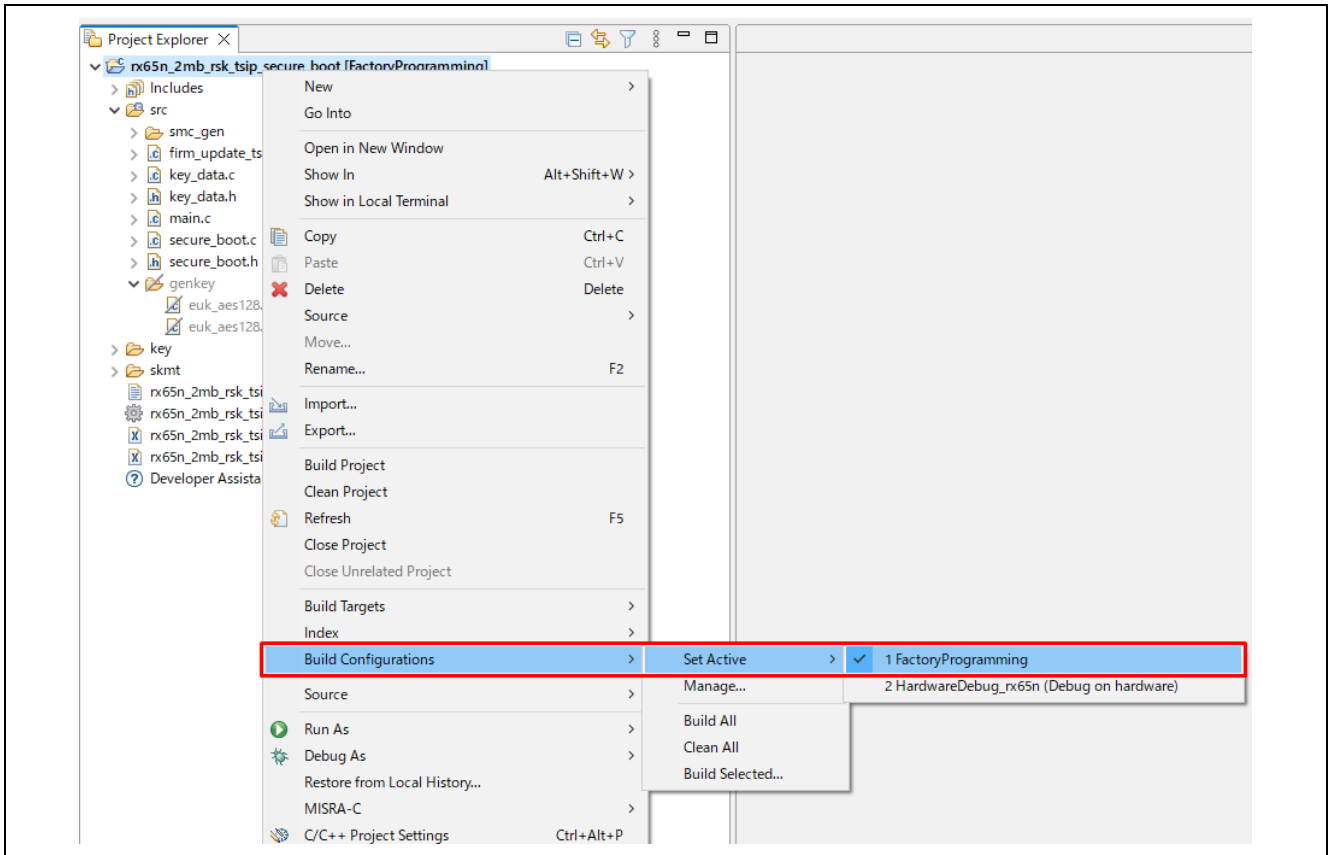 Project Explorer
rx65n_2mb_rsk_tsip_secure_boot [FactoryProgramming]
Includes
src
smc_gen
firm_update_ts
key_data.c
key_data.h
main.c
secure_boot.c
secure_boot.h
genkey
euk_aes128.
euk_aes128.
key
skmt
rx65n_2mb_rsk_tsi
rx65n_2mb_rsk_tsi
rx65n_2mb_rsk_tsi
rx65n_2mb_rsk_tsi
Developer Assista
New
Go Into
Open in New Window
Show In Alt+Shift+W >
Show in Local Terminal
Copy Ctrl+C
Paste Ctrl+V
Delete Delete
Source
Move...
Rename... F2
Import...
Export...
Build Project
Clean Project
Refresh F5
Close Project
Close Unrelated Project
Build Targets
Index
Build Configurations
Source
Run As
Debug As
Restore from Local History...
MISRA-C
C/C++ Project Settings Ctrl+Alt+P
Set Active
Manage...
Build All
Clean All
Build Selected...
1 FactoryProgramming
2 HardwareDebug_rx65n (Debug on hardware)